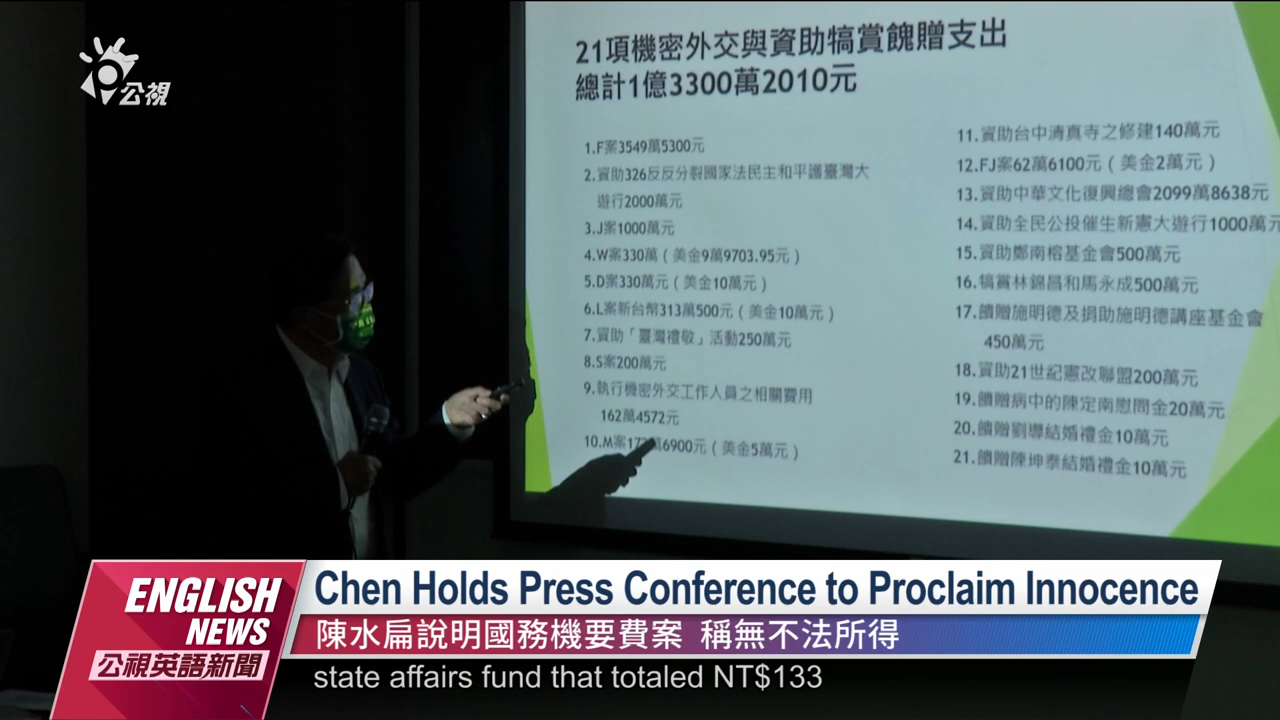 公視
21項機密外交與資助犒賞餽贈支出
總計1億3300萬2010元
1.F案3549萬5300元
2.資助326反反分裂國家法民主和平護臺灣大
遊行2000萬元
3.J案1000萬元
4.W案330萬（美金9萬9703.95元）
5.D案330萬元（美金10萬元）
6.L案新台幣313萬500元（美金10萬元）
7.資助「臺灣禮敬」活動250萬元
8.S案200萬元
9.執行機密外交工作人員之相關費用
162萬4572元
10.M案17 萬6900元（美金5萬元）
11.資助台中清真寺之修建140萬元
12.FJ案62萬6100元（美金2萬元）
13.資助中華文化復興總會2099萬8638元
14.資助全民公投催生新憲大遊行1000萬元
15.資助鄭南榕基金會500萬元
16.犒賞林錦昌和馬永成500萬元
17.饋贈施明德及捐助施明德講座基金會
450萬元
18.資助21世紀憲改聯盟200萬元
19.饋贈病中的陳定南慰問金20萬元
20.饋贈劉導結婚禮金10萬元
21.饋贈陳坤泰結婚禮金10萬元
ENGLISH
NEWS
公視英語新聞
Chen Holds Press Conference to Proclaim Innocence
陳水扁說明國務機要費案 稱無不法所得
state affairs fund that totaled NT$133